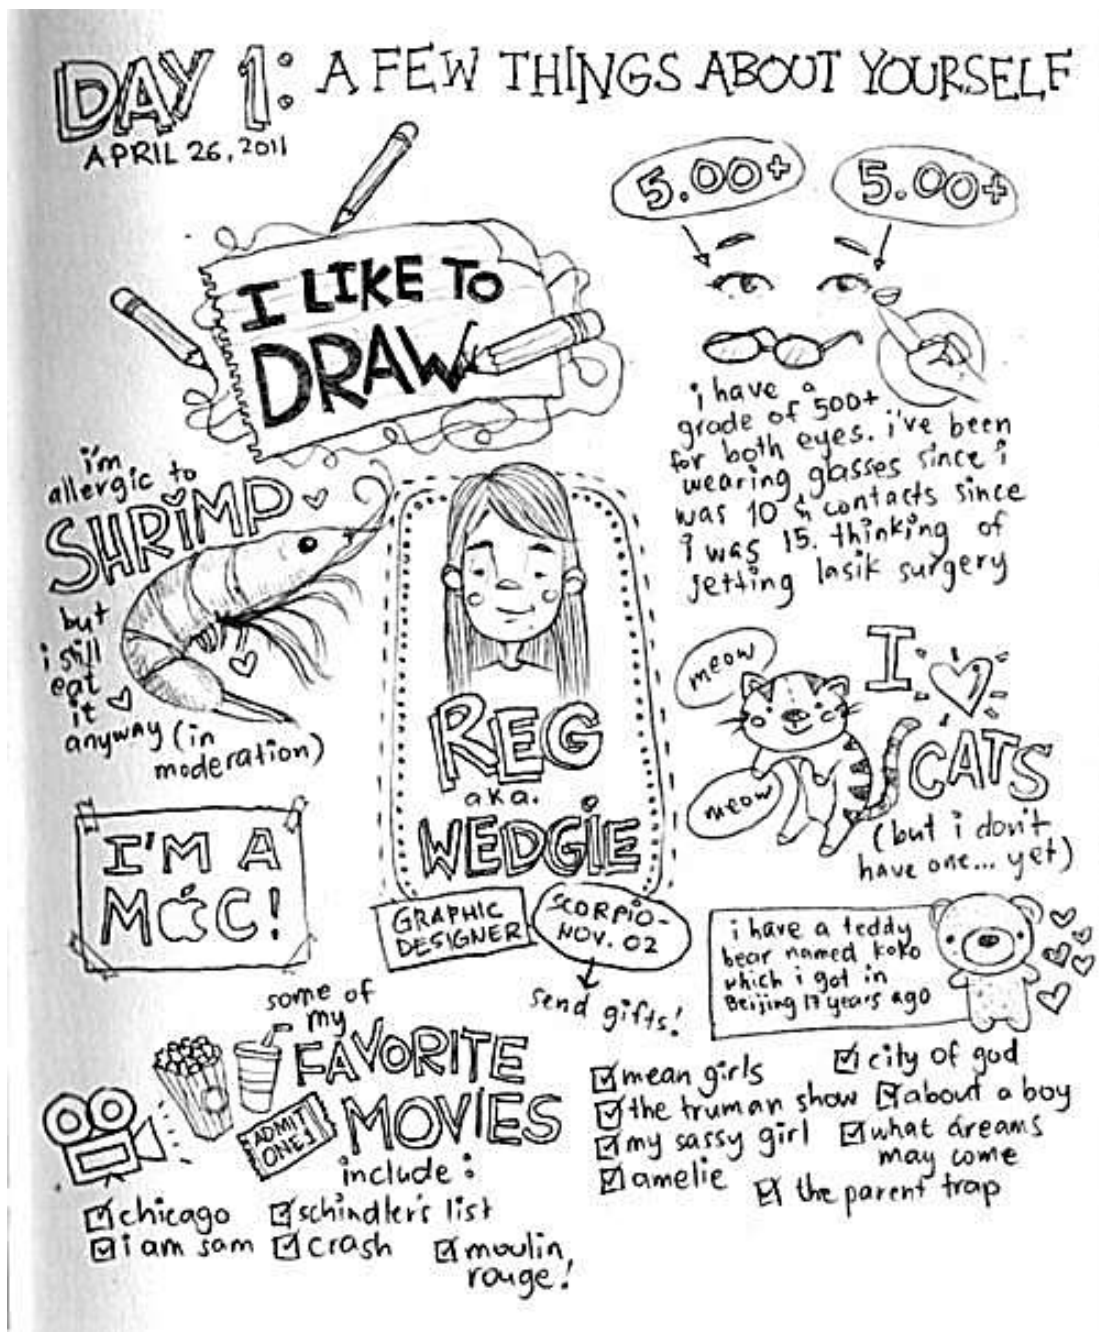 DAY 1: A FEW THINGS ABOUT YOURSELF
APRIL 26, 2011
I LIKE TO
DRAW
5.00+ 5.00+
i have a
grade of 500+
for both eyes. i've been
wearing glasses since i
was 10 & contacts since
i was 15. thinking of
getting lasik surgery
i'm
allergic to
SHRiMP
but
i still
eat
it
anyway (in
moderation)
REG
a.k.a.
WEDGiE
GRAPHIC
DESIGNER
SCORPIO-
NOV. 02
send gifts!
meow
meow
I
CATS
(but i don't
have one... yet)
I'M A
MC!
i have a teddy
bear named koko
which i got in
Beijing 17 years ago
some of
my
FAVORITE
MOViES
include:
ADMIT
ONE 1
chicago
schindler's list
i am sam
crash
moulin
rouge!
mean girls
city of god
the truman show
about a boy
my sassy girl
what dreams
may come
amelie
the parent trap